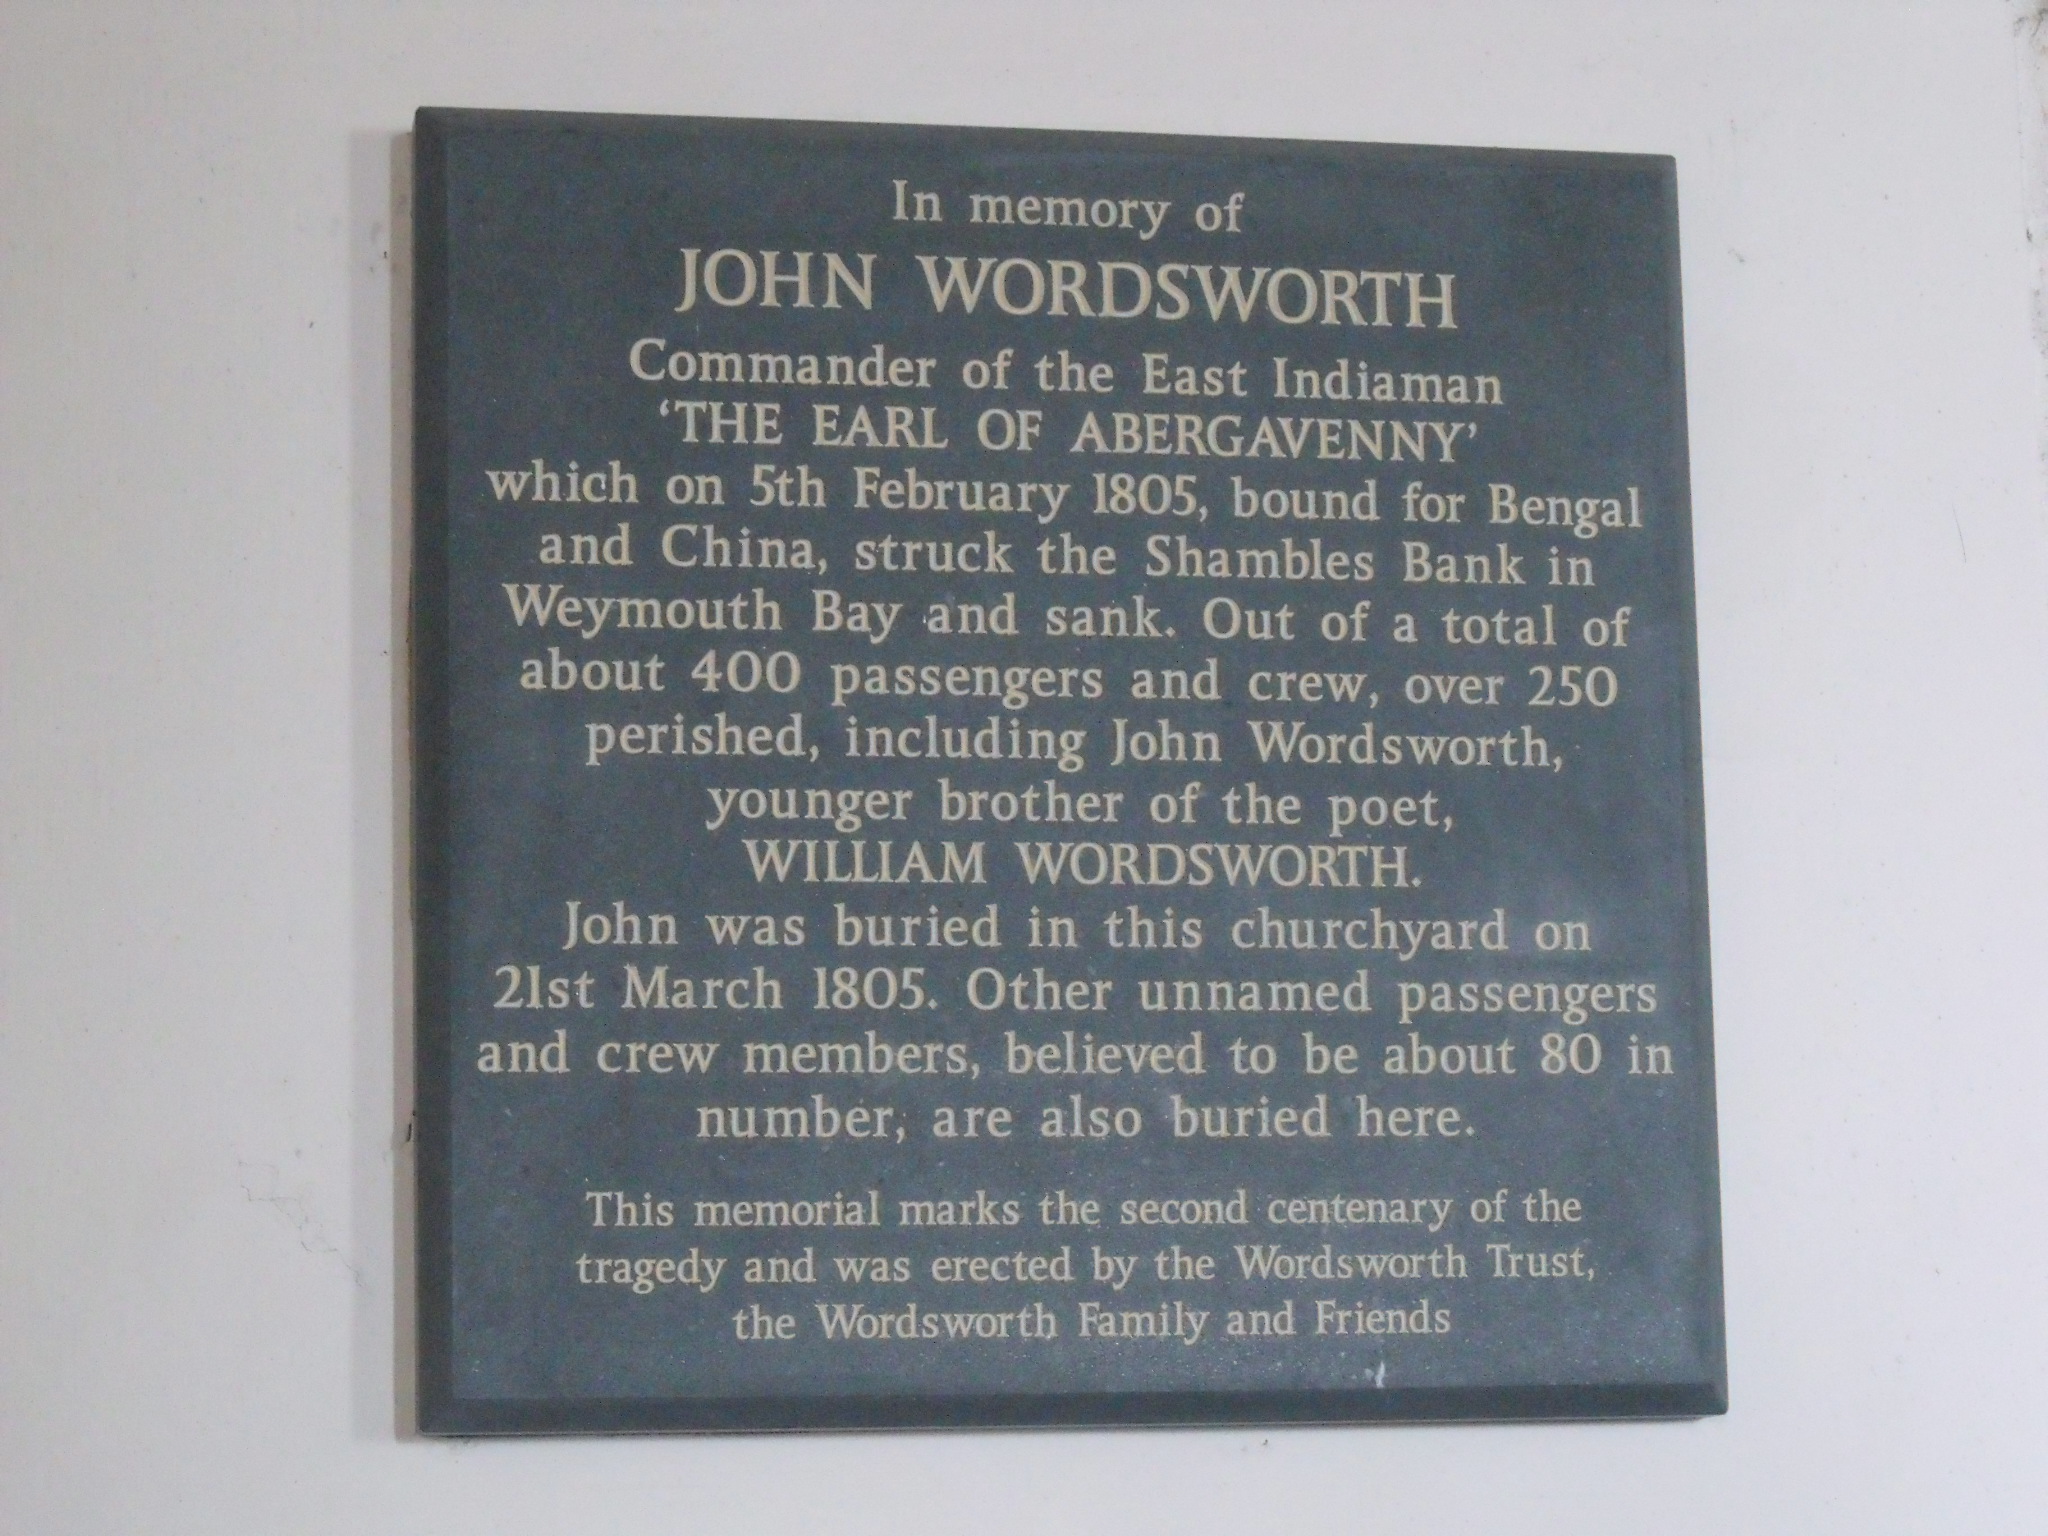 In memory of
JOHN WORDSWORTH
Commander of the East Indiaman
‘THE EARL OF ABERGAVENNY’
which on 5th February 1805, bound for Bengal
and China, struck the Shambles Bank in
Weymouth Bay and sank. Out of a total of
about 400 passengers and crew, over 250
perished, including John Wordsworth,
younger brother of the poet,
WILLIAM WORDSWORTH.
John was buried in this churchyard on
21st March 1805. Other unnamed passengers
and crew members, believed to be about 80 in
number, are also buried here.
This memorial marks the second centenary of the
tragedy and was erected by the Wordsworth Trust,
the Wordsworth Family and Friends